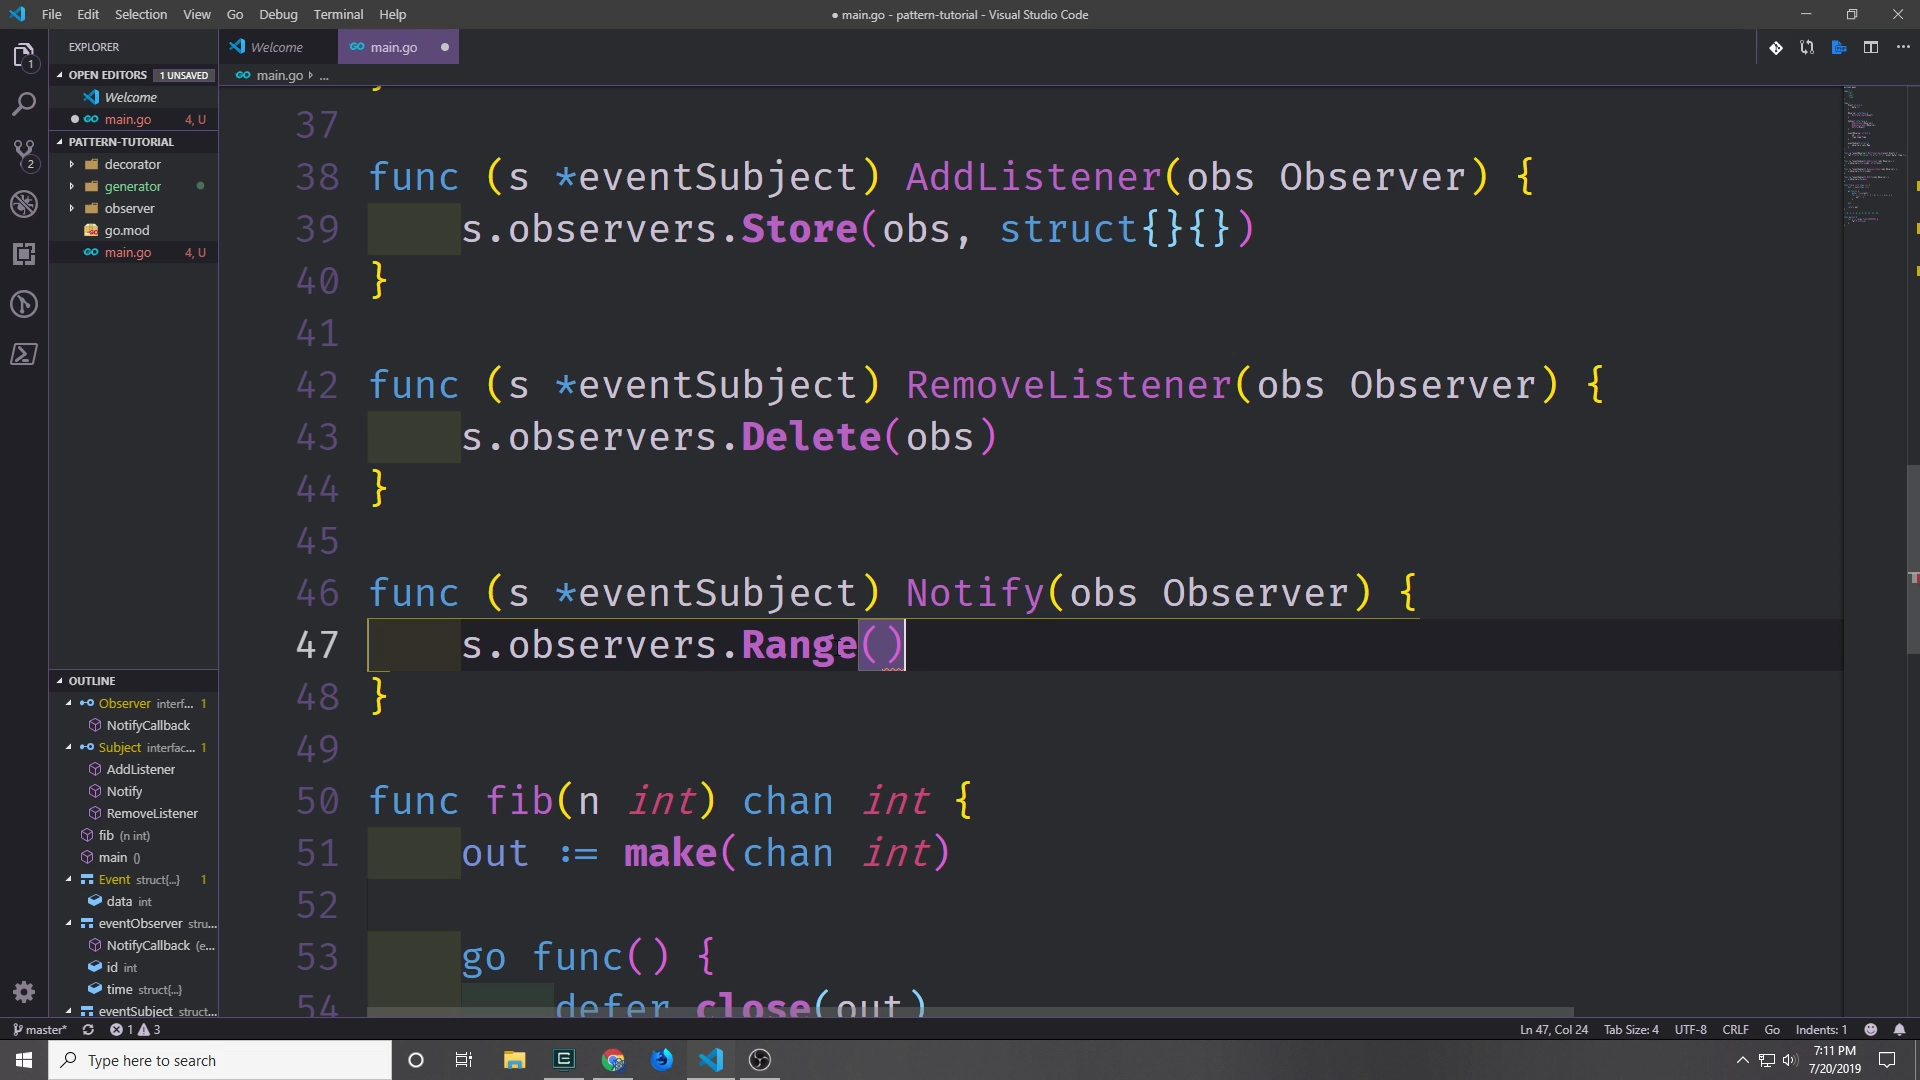 File Edit Selection View Go Debug Terminal Help
● main.go - pattern-tutorial - Visual Studio Code
EXPLORER
OPEN EDITORS 1 UNSAVED
Welcome
main.go 4, U
PATTERN-TUTORIAL
decorator
generator
observer
go.mod
main.go 4, U
OUTLINE
Observer interf... 1
NotifyCallback
Subject interfac... 1
AddListener
Notify
RemoveListener
fib (n int)
main ()
Event struct{...} 1
data int
eventObserver stru...
NotifyCallback (e...
id int
time struct{...}
eventSubject struct...
Welcome
main.go
main.go ...
}
37
38 func (s *eventSubject) AddListener(obs Observer) {
39 s.observers.Store(obs, struct{}{})
40 }
41
42 func (s *eventSubject) RemoveListener(obs Observer) {
43 s.observers.Delete(obs)
44 }
45
46 func (s *eventSubject) Notify(obs Observer) {
47 s.observers.Range()
48 }
49
50 func fib(n int) chan int {
51 out := make(chan int)
52
53 go func() {
54 defer close(out)
master* 1 3
Ln 47, Col 24 Tab Size: 4 UTF-8 CRLF Go Indents: 1
Type here to search
7:11 PM
7/20/2019